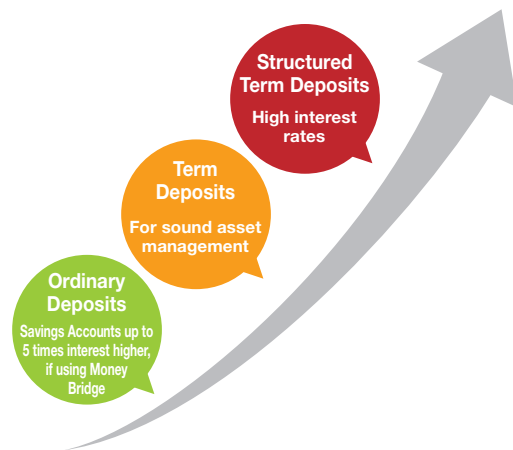 Structured
Term Deposits
High interest
rates
Term
Deposits
For sound asset
management
Ordinary
Deposits
Savings Accounts up to
5 times interest higher,
if using Money
Bridge